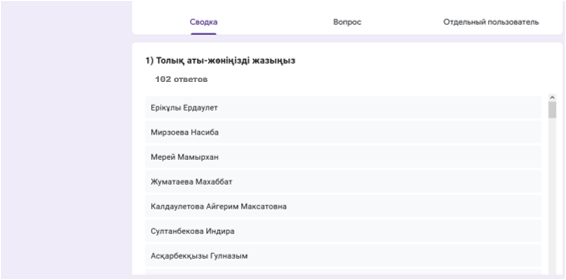 Сводка Вопрос Отдельный пользователь
1) Толық аты-жөніңізді жазыңыз
102 ответов
Ерікұлы Ердаулет
Мирзоева Насиба
Мерей Мамырхан
Жуматаева Махаббат
Калдаулетова Айгерим Максатовна
Султанбекова Индира
Асқарбекқызы Гулназым